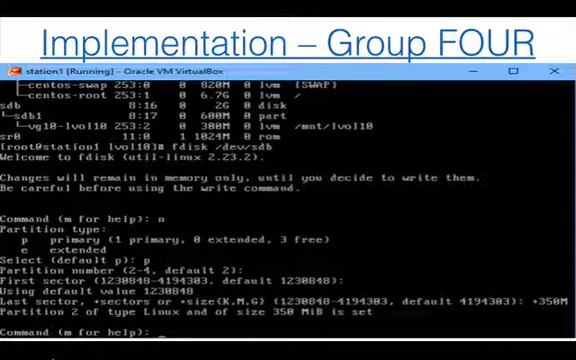 Implementation – Group FOUR
station1 [Running] - Oracle VM VirtualBox
├─centos-swap 253:0 0 820M 0 lvm [SWAP]
└─centos-root 253:1 0 6.7G 0 lvm /
sdb 8:16 0 2G 0 disk
└─sdb1 8:17 0 600M 0 part
└─vg10-lvol10 253:2 0 300M 0 lvm /mnt/lvol10
sr0 11:0 1 1024M 0 rom
[root@station1 lvol10]# fdisk /dev/sdb
Welcome to fdisk (util-linux 2.23.2).
Changes will remain in memory only, until you decide to write them.
Be careful before using the write command.
Command (m for help): n
Partition type:
p primary (1 primary, 0 extended, 3 free)
e extended
Select (default p): p
Partition number (2-4, default 2):
First sector (1230848-4194303, default 1230848):
Using default value 1230848
Last sector, +sectors or +size{K,M,G} (1230848-4194303, default 4194303): +350M
Partition 2 of type Linux and of size 350 MiB is set
Command (m for help): _